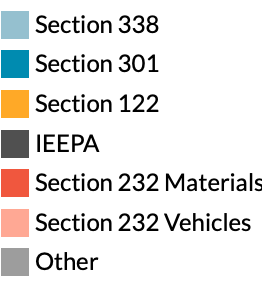 Section 338
Section 301
Section 122
IEEPA
Section 232 Materials
Section 232 Vehicles
Other